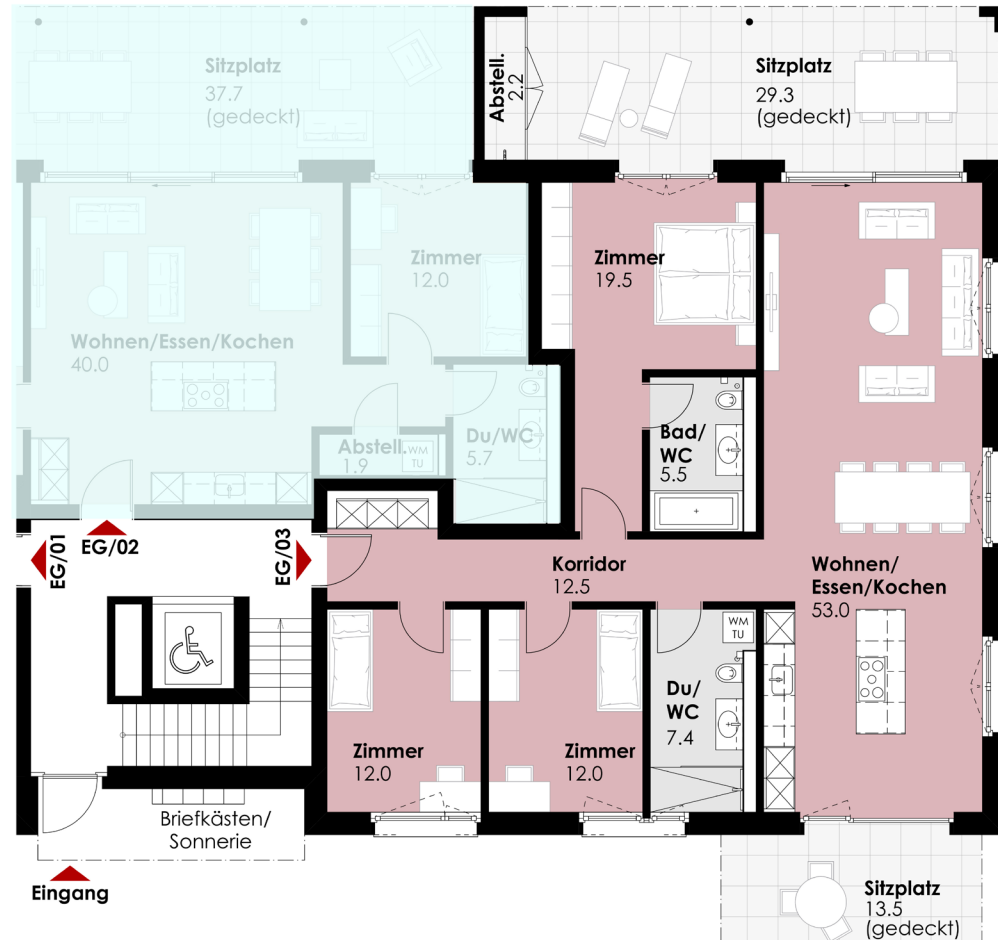 Sitzplatz
37.7
(gedeckt)
Abstell.
2.2
Sitzplatz
29.3
(gedeckt)
Zimmer
12.0
Zimmer
19.5
Wohnen/Essen/Kochen
40.0
Abstell.
1.9
WM
TU
Du/WC
5.7
Bad/
WC
5.5
EG/01
EG/02
EG/03
Korridor
12.5
Wohnen/
Essen/Kochen
53.0
WM
TU
Du/
WC
7.4
Zimmer
12.0
Zimmer
12.0
Briefkästen/
Sonnerie
Eingang
Sitzplatz
13.5
(gedeckt)